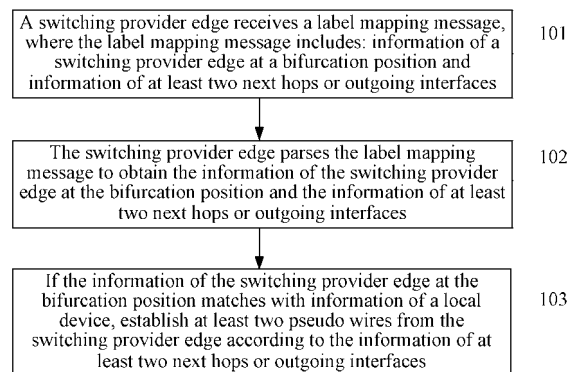 A switching provider edge receives a label mapping message,
where the label mapping message includes: information of a
switching provider edge at a bifurcation position and
information of at least two next hops or outgoing interfaces
101
The switching provider edge parses the label mapping
message to obtain the information of the switching provider
edge at the bifurcation position and the information of at least
two next hops or outgoing interfaces
102
If the information of the switching provider edge at the
bifurcation position matches with information of a local
device, establish at least two pseudo wires from the
switching provider edge according to the information of at
least two next hops or outgoing interfaces
103